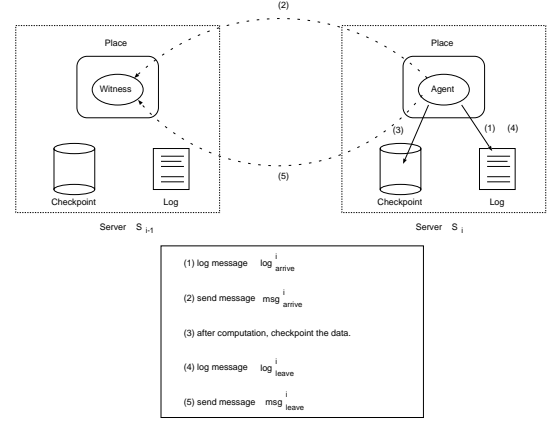 (2)
Place
Place
Witness
Agent
(3)
(1) (4)
(5)
Checkpoint
Log
Checkpoint
Log
Server S i-1
Server S i
(1) log message log i arrive
(2) send message msg i arrive
(3) after computation, checkpoint the data.
(4) log message log i leave
(5) send message msg i leave